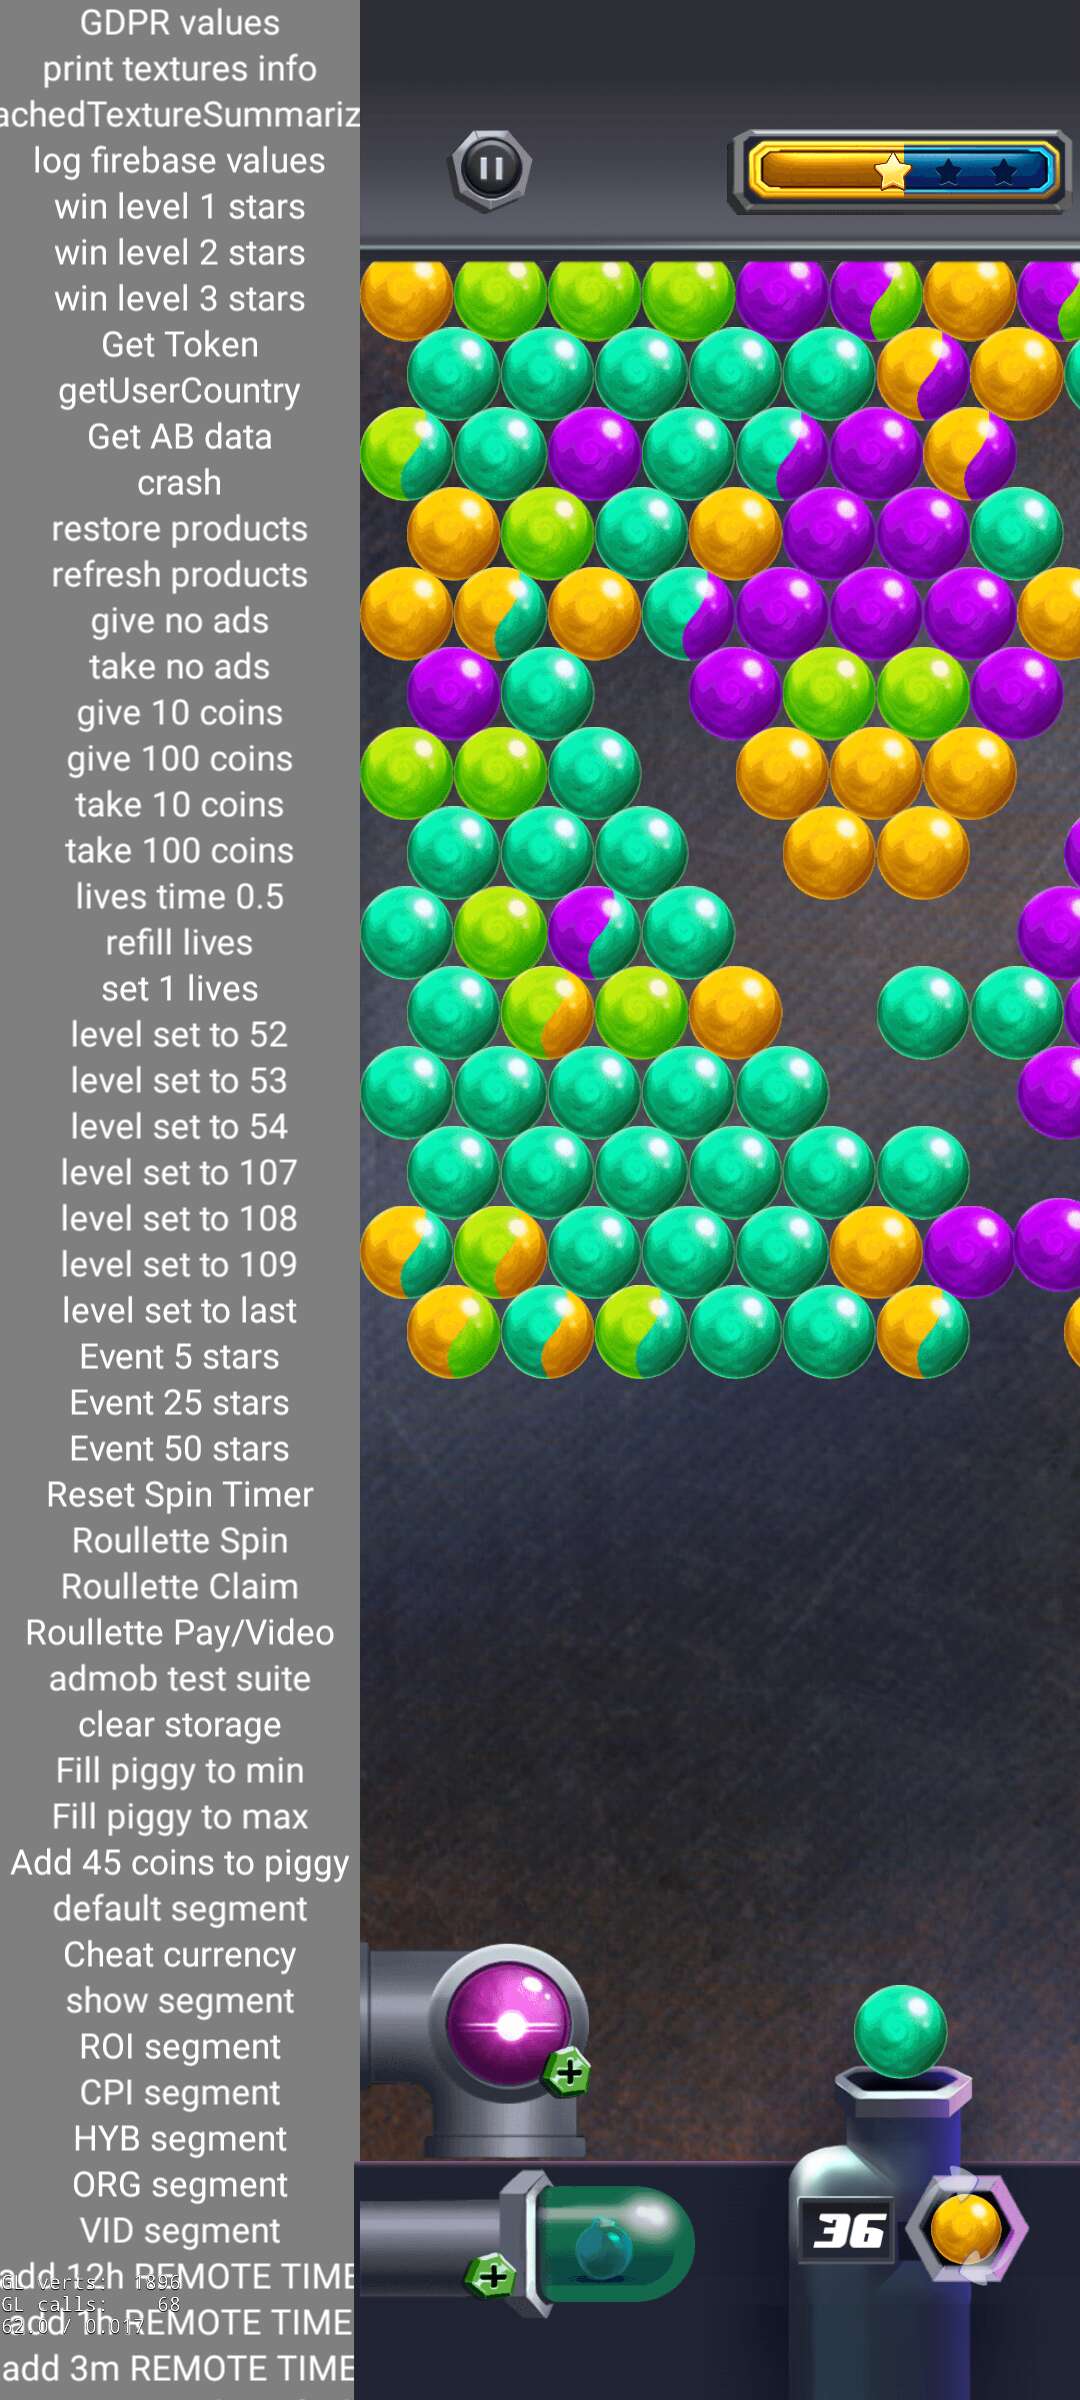 GDPR values
print textures info
achedTextureSummariz
log firebase values
win level 1 stars
win level 2 stars
win level 3 stars
Get Token
getUserCountry
Get AB data
crash
restore products
refresh products
give no ads
take no ads
give 10 coins
give 100 coins
take 10 coins
take 100 coins
lives time 0.5
refill lives
set 1 lives
level set to 52
level set to 53
level set to 54
level set to 107
level set to 108
level set to 109
level set to last
Event 5 stars
Event 25 stars
Event 50 stars
Reset Spin Timer
Roullette Spin
Roullette Claim
Roullette Pay/Video
admob test suite
clear storage
Fill piggy to min
Fill piggy to max
Add 45 coins to piggy
default segment
Cheat currency
show segment
ROI segment
CPI segment
HYB segment
ORG segment
VID segment
36
add 12h REMOTE TIME
GL verts: 1896
GL calls: 68
add 1h REMOTE TIME
62.0 / 0.017
add 3m REMOTE TIME